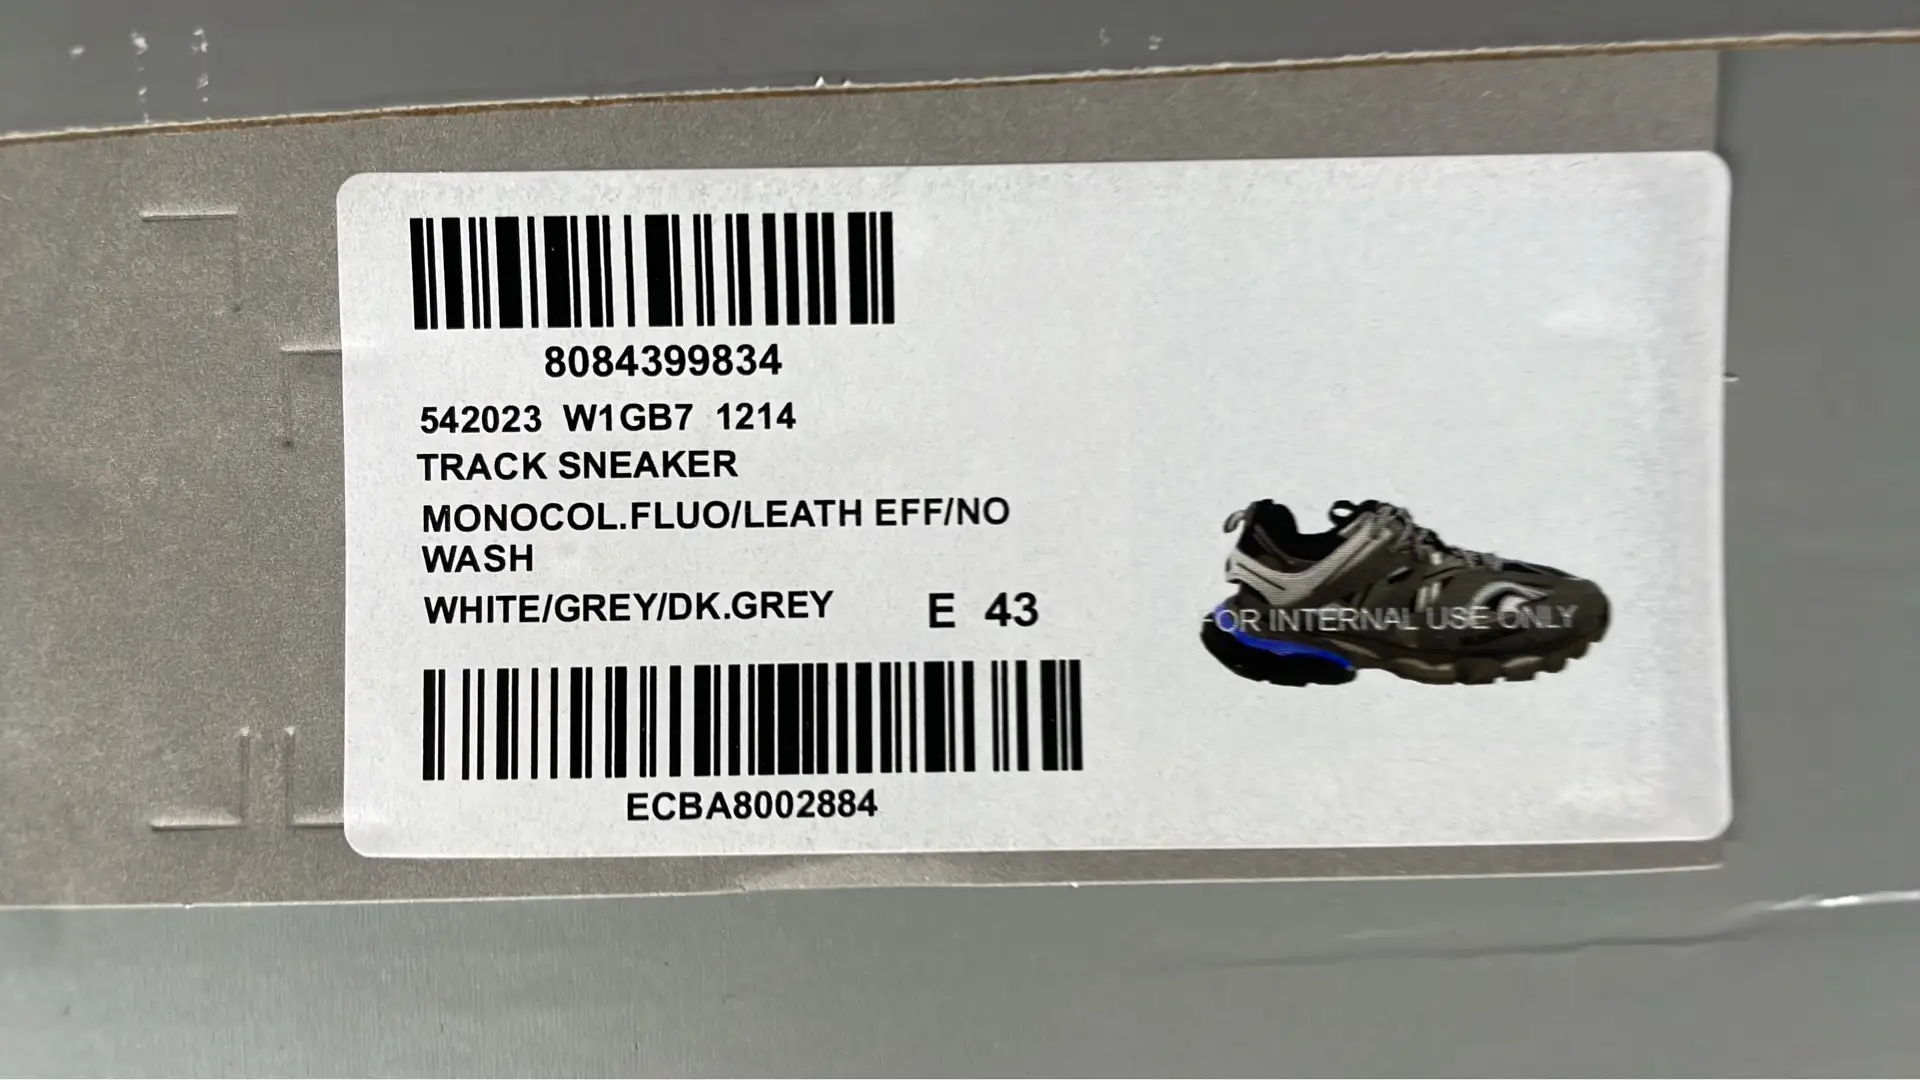 8084399834
542023 W1GB7 1214
TRACK SNEAKER
MONOCOL.FLUO/LEATH EFF/NO
WASH
WHITE/GREY/DK.GREY E 43
FOR INTERNAL USE ONLY
ECBA8002884